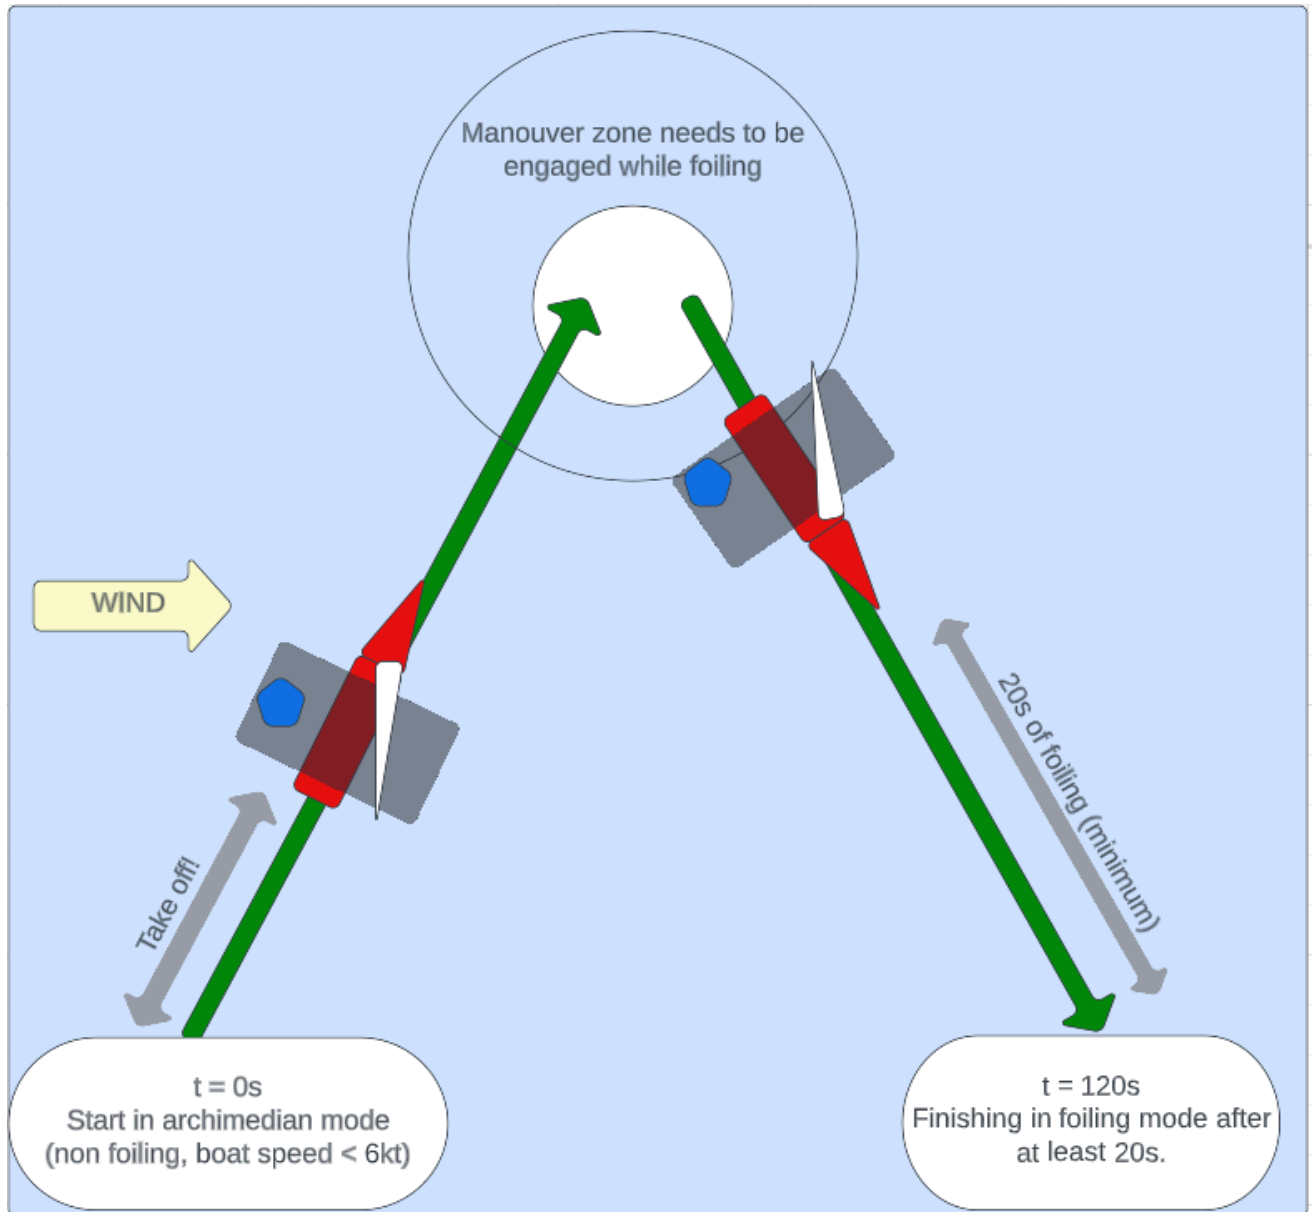 Manouver zone needs to be
engaged while foiling
WIND
Take off!
20s of foiling (minimum)
t = 0s
Start in archimedian mode
(non foiling, boat speed < 6kt)
t = 120s
Finishing in foiling mode after
at least 20s.